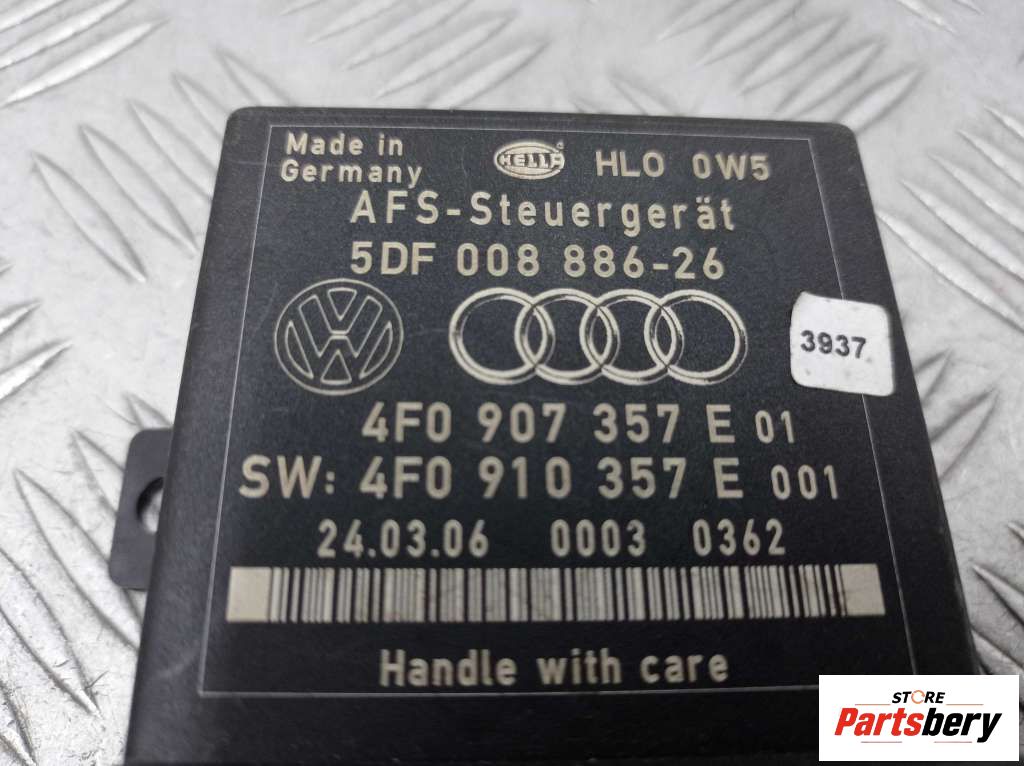 Made in
Germany
HELLA
HLO 0W5
AFS-Steuergerät
5DF 008 886-26
3937
4F0 907 357 E 01
SW: 4F0 910 357 E 001
24.03.06 0003 0362
Handle with care
STORE
Partsbery